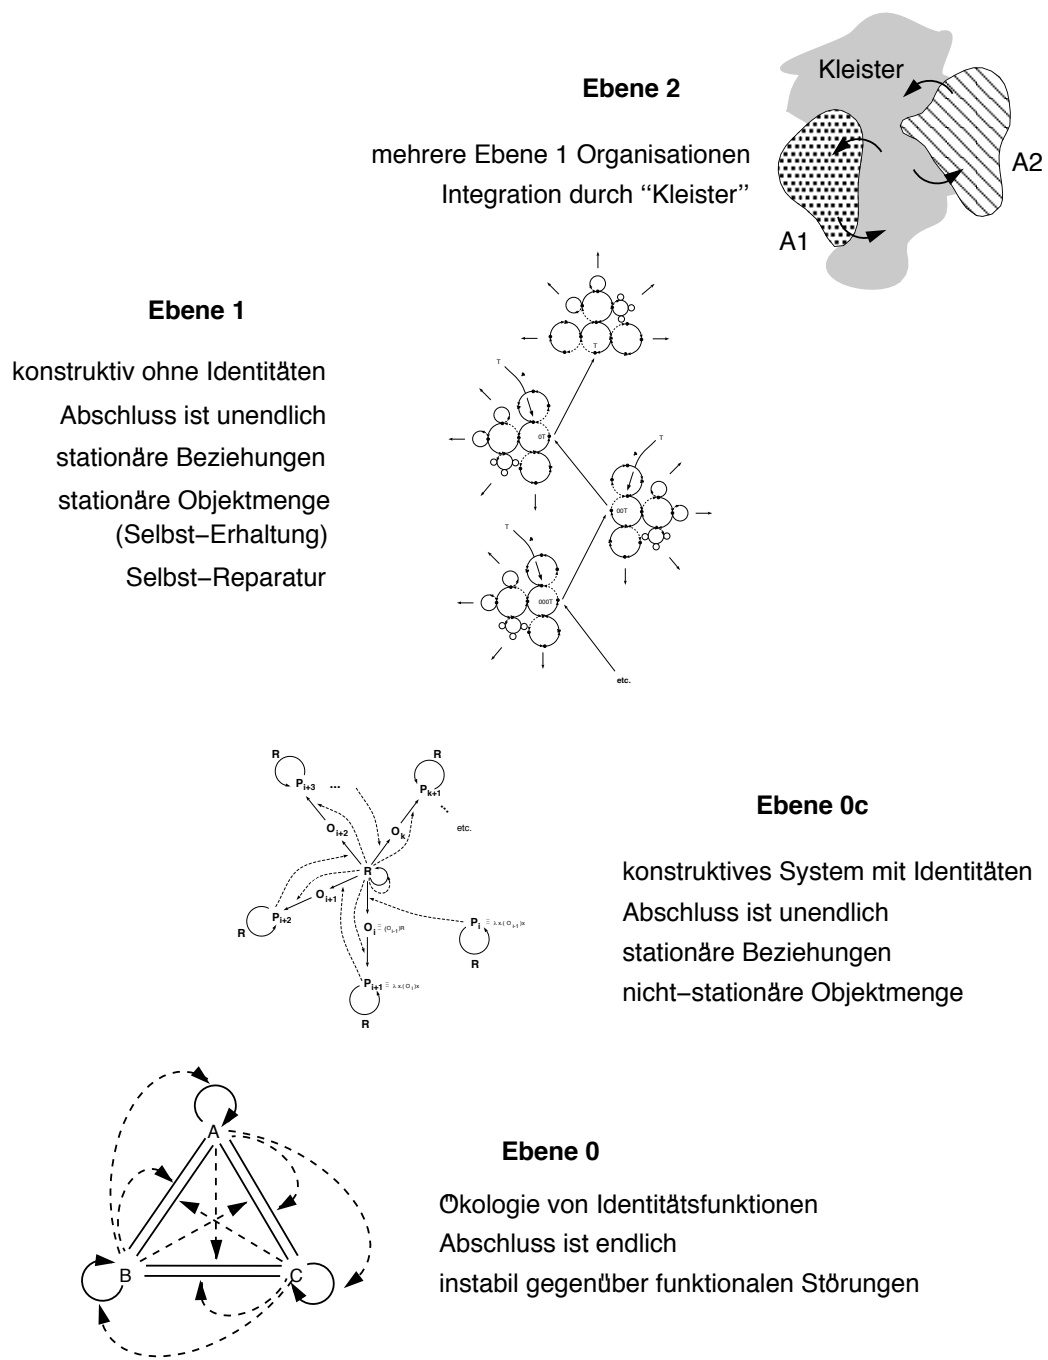 Kleister
Ebene 2
mehrere Ebene 1 Organisationen
Integration durch “Kleister”
A2
A1
Ebene 1
konstruktiv ohne Identitäten
Abschluss ist unendlich
stationäre Beziehungen
stationäre Objektmenge
(Selbst–Erhaltung)
Selbst–Reparatur
T
T
0T
T
00T
T
000T
etc.
R
R
P i+3
...
P k+1
...
O i+2
O k
etc.
R
O i+1
P i+2
R
O i ≡ (O i-1)R
P i ≡ λ x.(O i-1)x
R
P i+1 ≡ λ x.(O i)x
R
Ebene 0c
konstruktives System mit Identitäten
Abschluss ist unendlich
stationäre Beziehungen
nicht–stationäre Objektmenge
A
B
C
Ebene 0
Ökologie von Identitätsfunktionen
Abschluss ist endlich
instabil gegenüber funktionalen Störungen